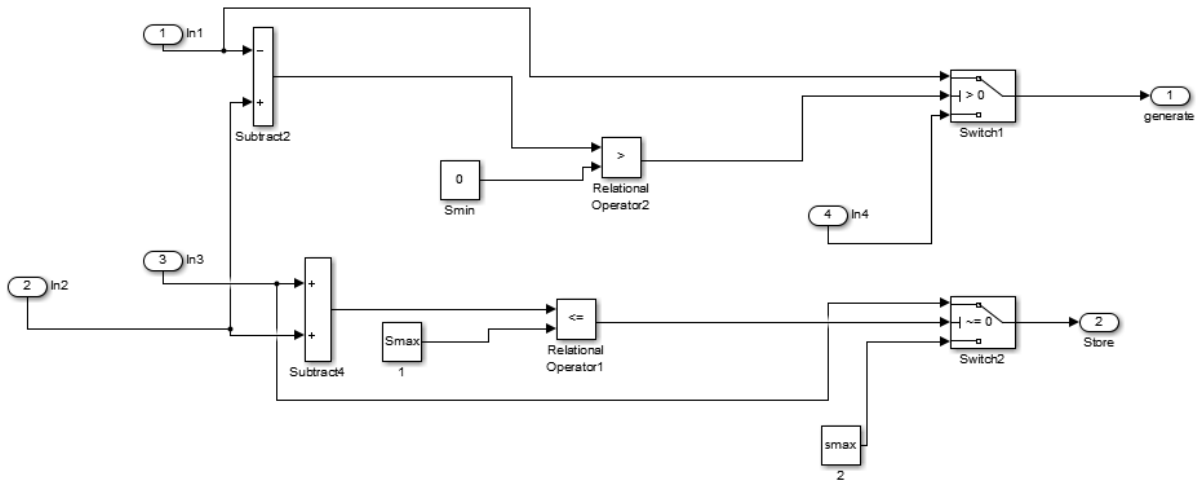 1 In1
−
+
Subtract2
> 0
Switch1
1
generate
0
Smin
>
Relational
Operator2
4 In4
3 In3
2 In2
+
+
Subtract4
Smax
1
<=
Relational
Operator1
~= 0
Switch2
2
Store
smax
2